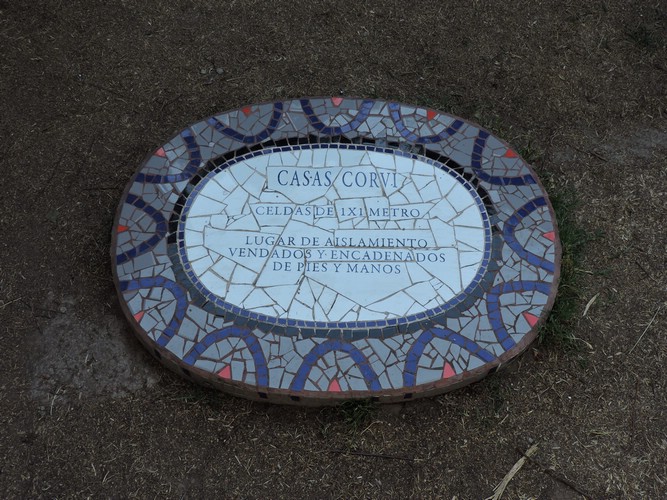 CASAS CORVI
CELDAS DE 1X1 METRO
LUGAR DE AISLAMIENTO
VENDADOS Y ENCADENADOS
DE PIES Y MANOS